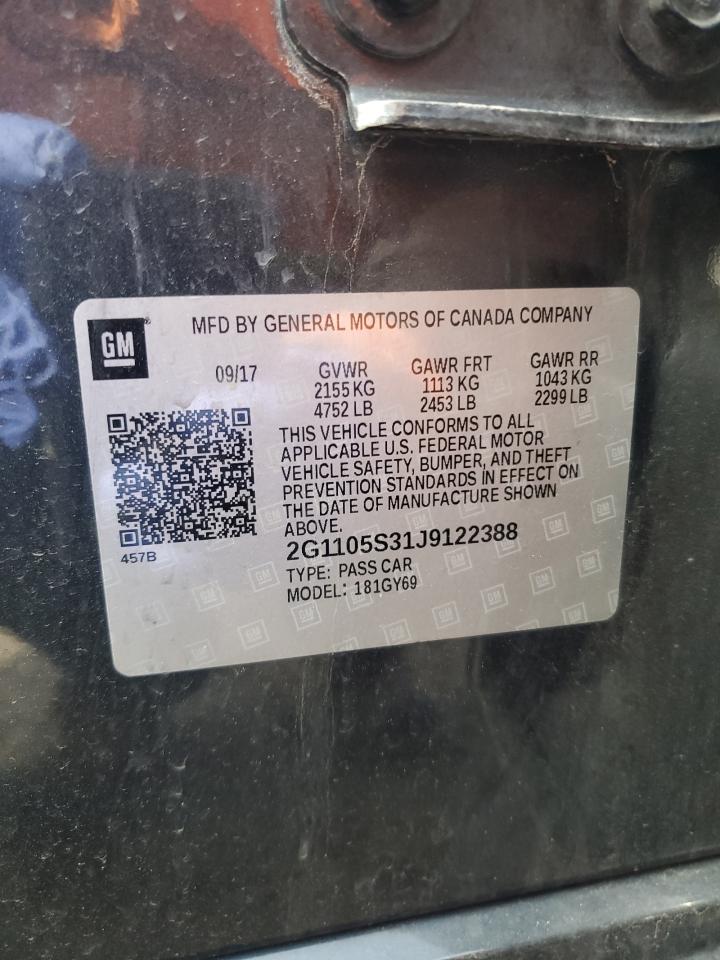 GM
MFD BY GENERAL MOTORS OF CANADA COMPANY
09/17
GVWR
2155 KG
4752 LB
GAWR FRT
1113 KG
2453 LB
GAWR RR
1043 KG
2299 LB
THIS VEHICLE CONFORMS TO ALL
APPLICABLE U.S. FEDERAL MOTOR
VEHICLE SAFETY, BUMPER, AND THEFT
PREVENTION STANDARDS IN EFFECT ON
THE DATE OF MANUFACTURE SHOWN
ABOVE.
2G1105S31J9122388
TYPE: PASS CAR
MODEL: 181GY69
457B